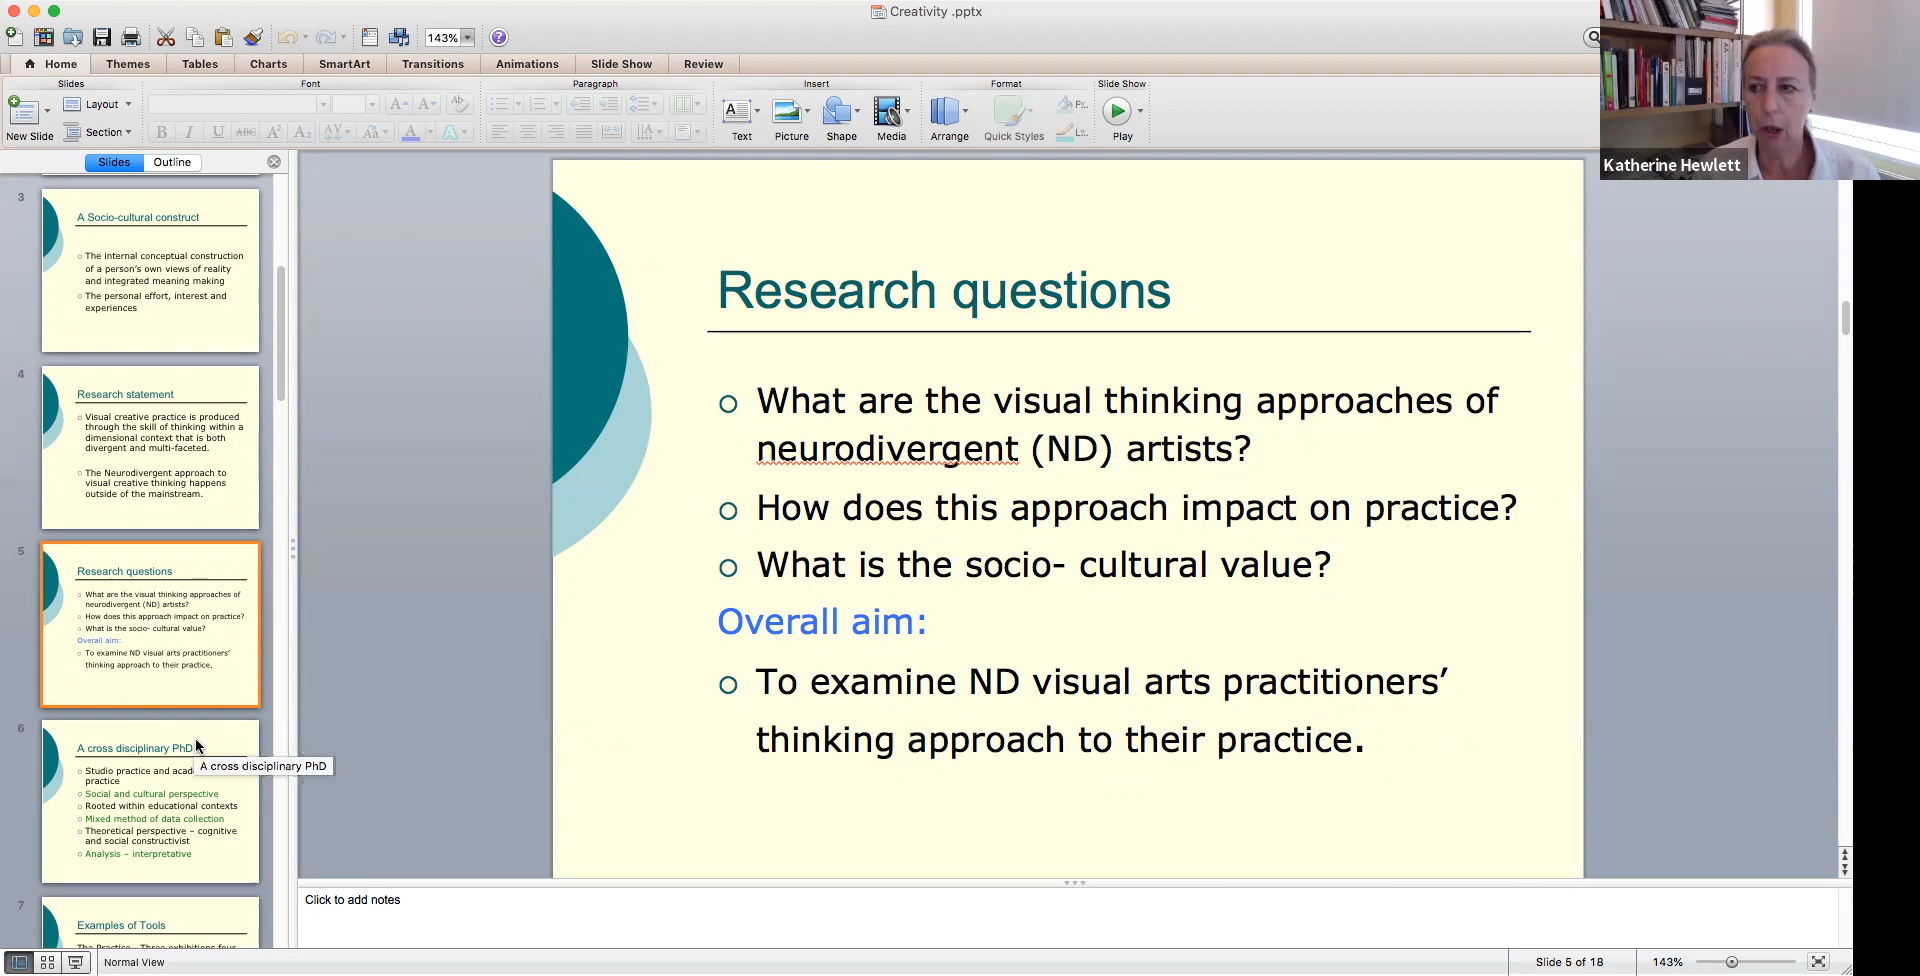 Creativity .pptx
143%
Home
Themes
Tables
Charts
SmartArt
Transitions
Animations
Slide Show
Review
Slides
Font
Paragraph
Insert
Format
Slide Show
New Slide
Layout
Section
Text
Picture
Shape
Media
Arrange
Quick Styles
Play
Katherine Hewlett
Slides
Outline
3
A Socio-cultural construct
The internal conceptual construction
of a person's own views of reality
and integrated meaning making
The personal effort, interest and
experiences
4
Research statement
Visual creative practice is produced
through the skill of thinking within a
dimensional context that is both
divergent and multi-faceted.
The Neurodivergent approach to
visual creative thinking happens
outside of the mainstream.
5
Research questions
What are the visual thinking approaches of
neurodivergent (ND) artists?
How does this approach impact on practice?
What is the socio- cultural value?
Overall aim:
To examine ND visual arts practitioners'
thinking approach to their practice.
6
A cross disciplinary PhD
A cross disciplinary PhD
Studio practice and
practice
Social and cultural perspective
Rooted within educational contexts
Mixed method of data collection
Theoretical perspective – cognitive
and social constructivist
Analysis – interpretative
7
Examples of Tools
Research questions
What are the visual thinking approaches of
neurodivergent (ND) artists?
How does this approach impact on practice?
What is the socio- cultural value?
Overall aim:
To examine ND visual arts practitioners’
thinking approach to their practice.
Click to add notes
Normal View
Slide 5 of 18
143%